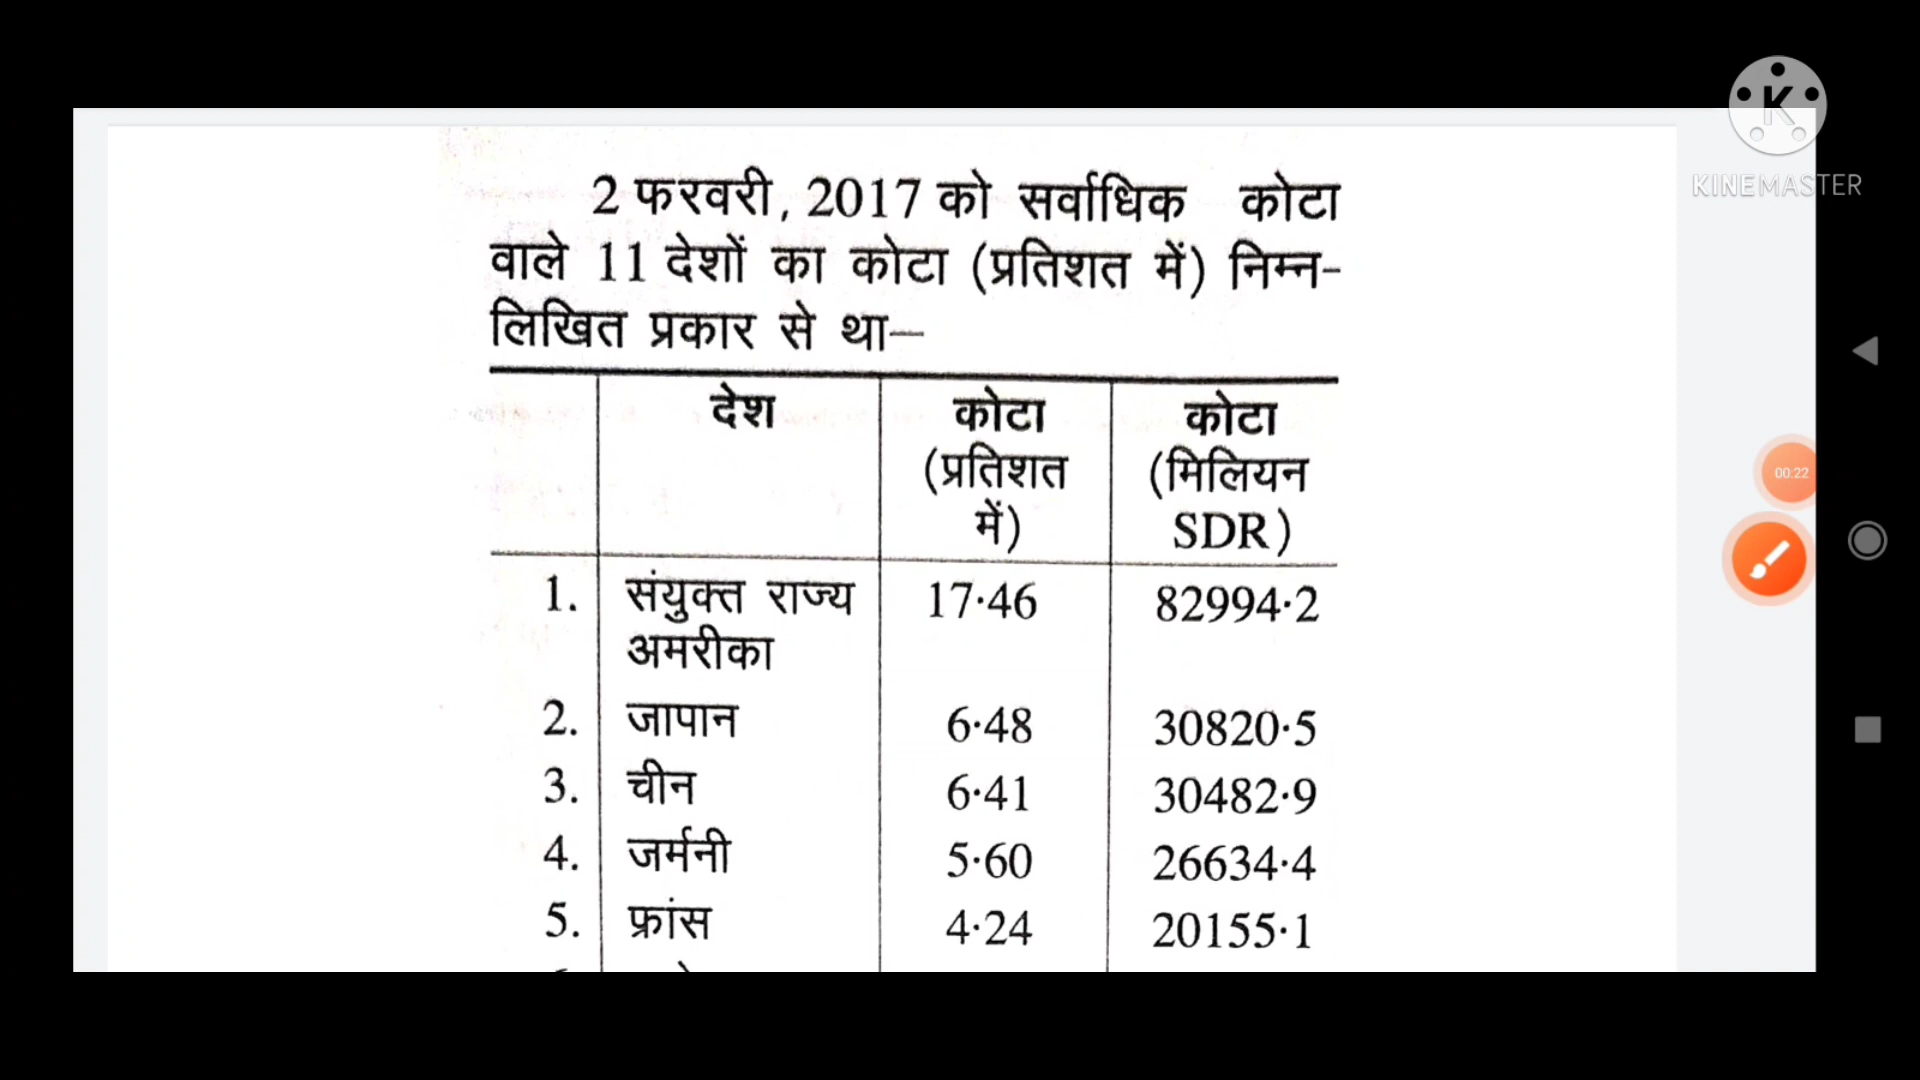 2 फरवरी, 2017 को सर्वाधिक कोटा
वाले 11 देशों का कोटा (प्रतिशत में) निम्न-
लिखित प्रकार से था—
देश कोटा (प्रतिशत में) कोटा (मिलियन SDR)
1. संयुक्त राज्य अमरीका 17·46 82994·2
2. जापान 6·48 30820·5
3. चीन 6·41 30482·9
4. जर्मनी 5·60 26634·4
5. फ्रांस 4·24 20155·1
K
KINEMASTER
00:22